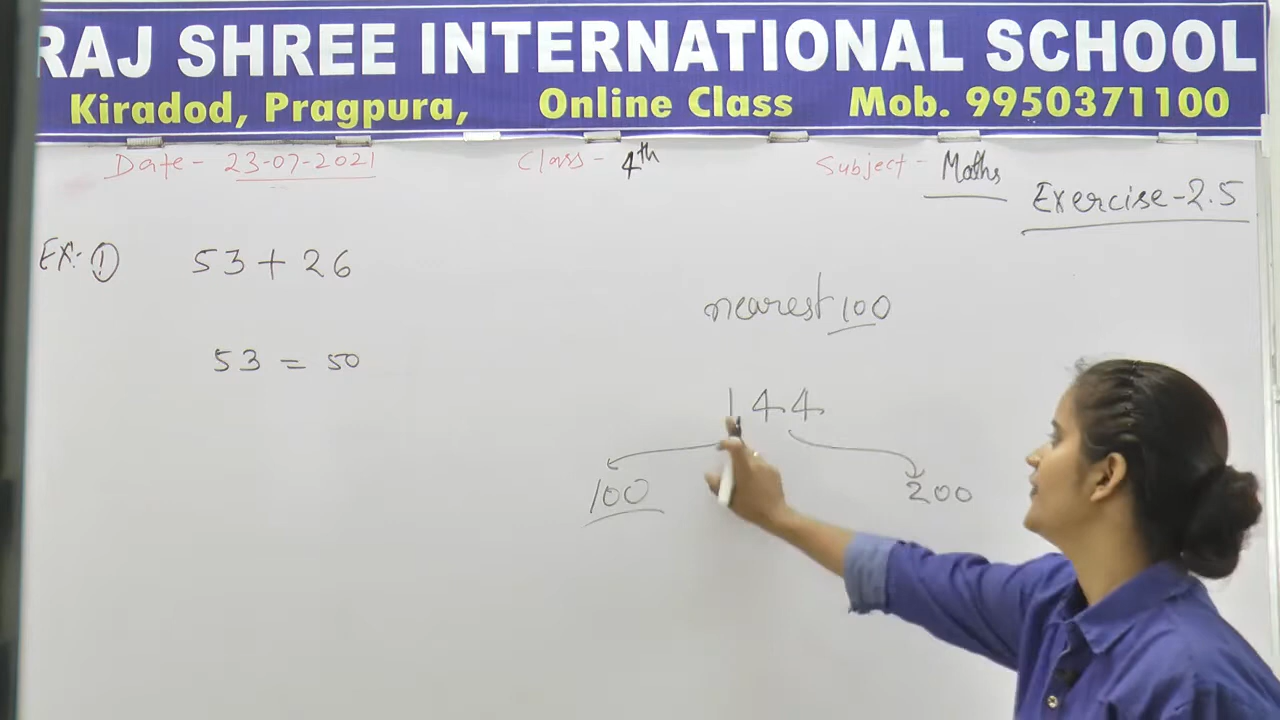 RAJ SHREE INTERNATIONAL SCHOOL
Kiradod, Pragpura, Online Class Mob. 9950371100
Date - 23-07-2021 Class - 4th Subject - Maths
Exercise-2.5
Ex:- ① 53 + 26
nearest 100
53 = 50
144
100 200